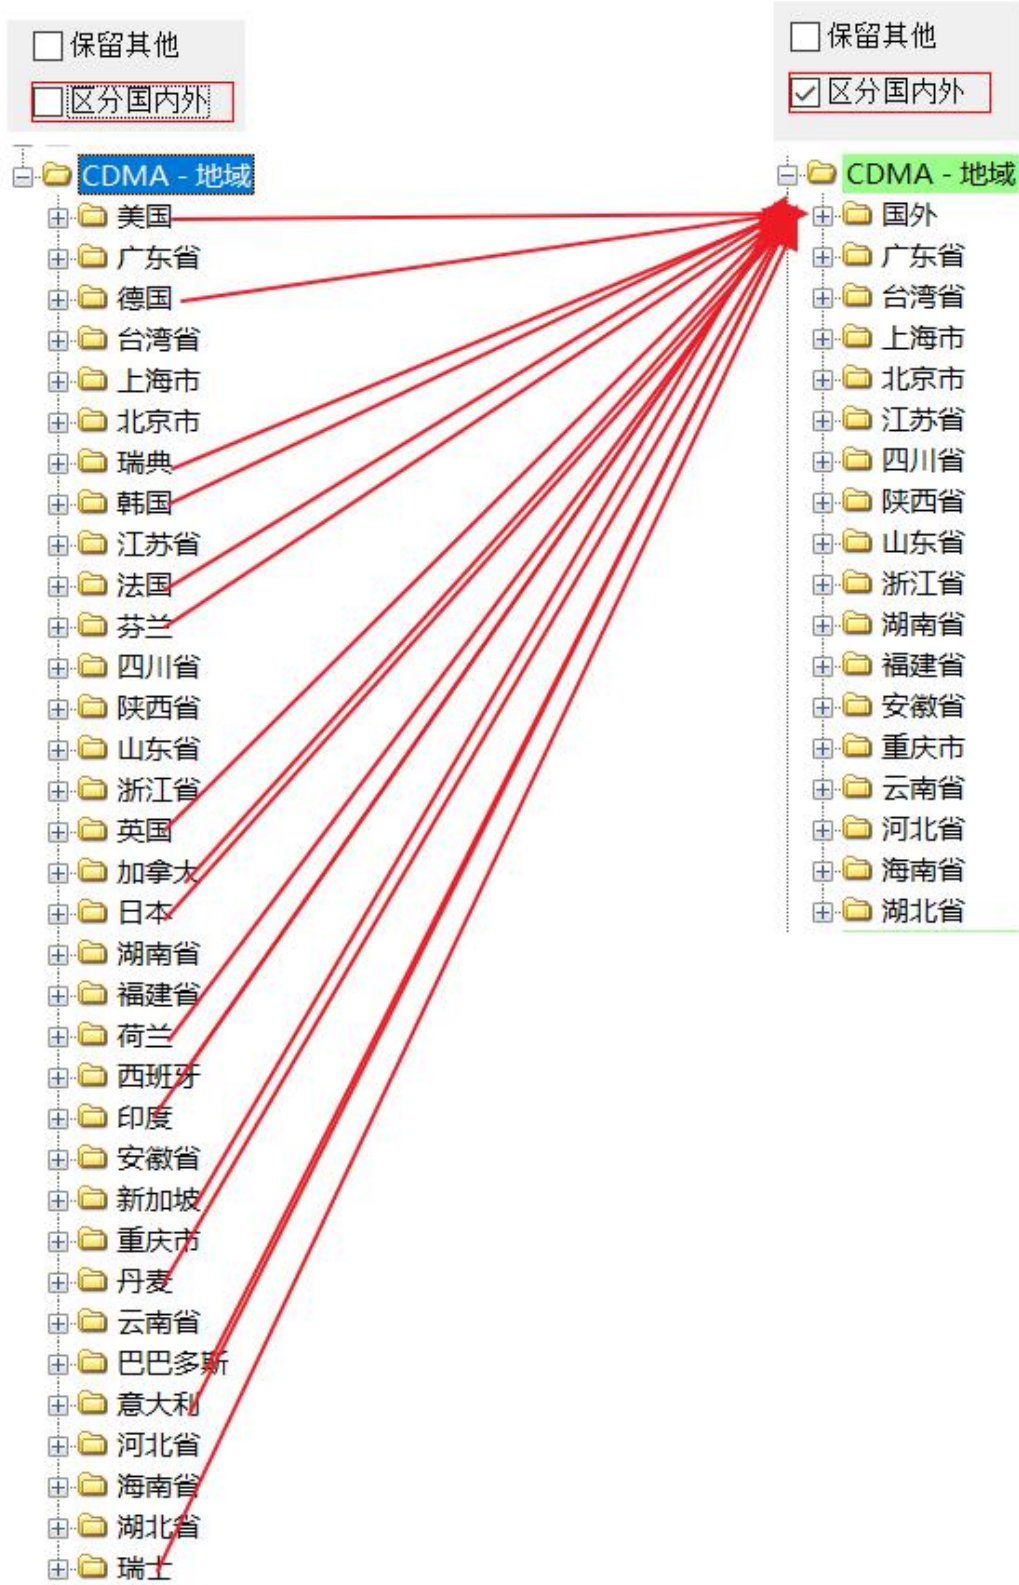 保留其他
区分国内外
CDMA - 地域
美国
广东省
德国
台湾省
上海市
北京市
瑞典
韩国
江苏省
法国
芬兰
四川省
陕西省
山东省
浙江省
英国
加拿大
日本
湖南省
福建省
荷兰
西班牙
印度
安徽省
新加坡
重庆市
丹麦
云南省
巴巴多斯
意大利
河北省
海南省
湖北省
瑞士
保留其他
区分国内外
CDMA - 地域
国外
广东省
台湾省
上海市
北京市
江苏省
四川省
陕西省
山东省
浙江省
湖南省
福建省
安徽省
重庆市
云南省
河北省
海南省
湖北省